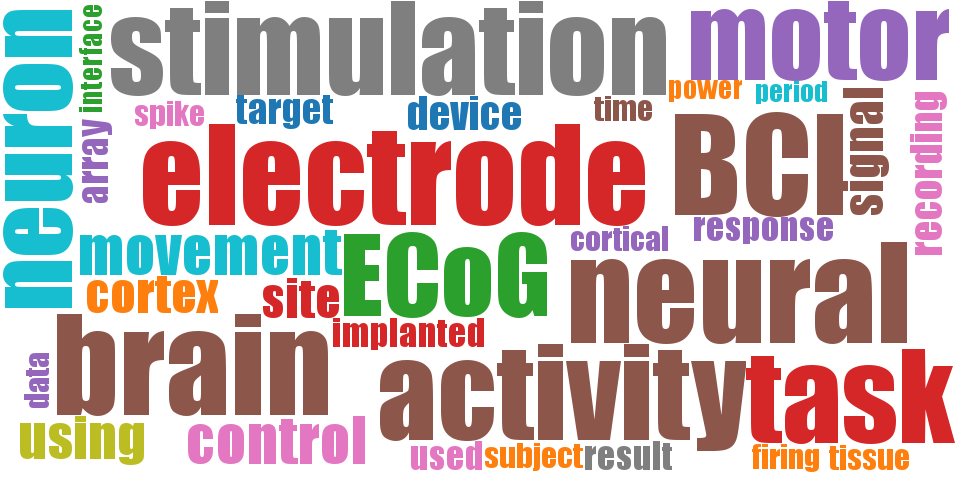 neuron
interface
stimulation
motor
spike
target
device
time
power
period
array
electrode
BCI
signal
recording
movement
ECoG
cortical
response
cortex
site
implanted
neural
brain
activity
task
data
using
control
used
subject
result
firing
tissue